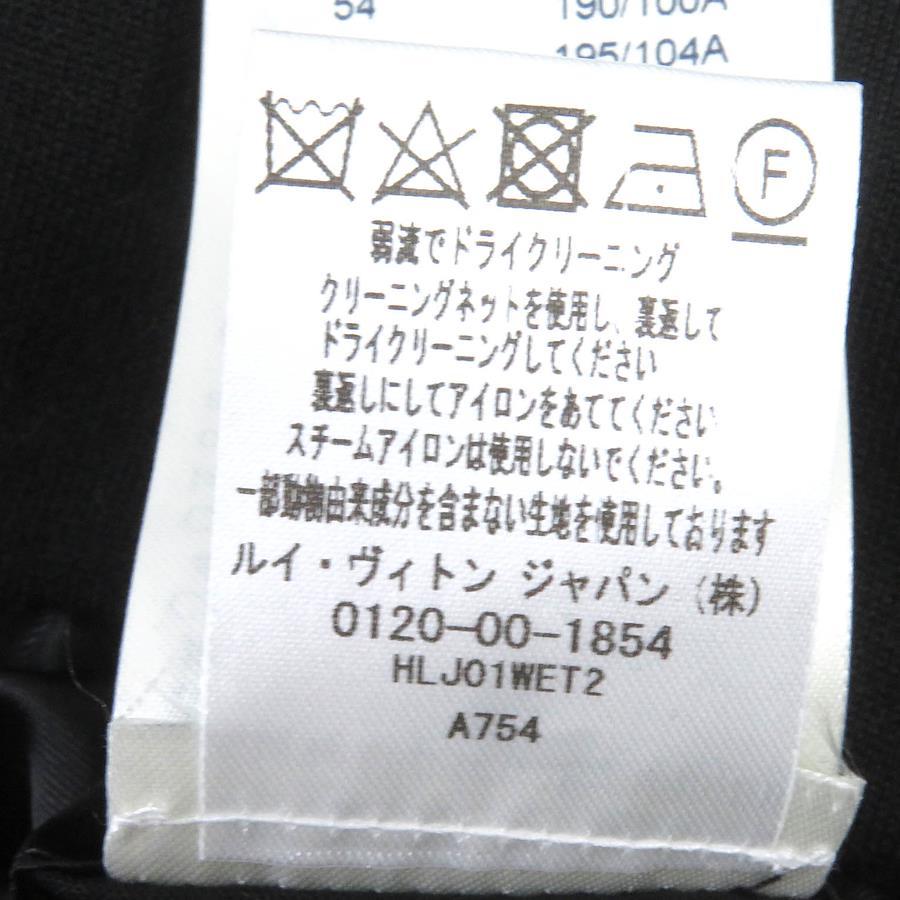 54 190/100A
195/104A
F
弱流でドライクリーニング
クリーニングネットを使用し、裏返して
ドライクリーニングしてください
裏返しにしてアイロンをあててください
スチームアイロンは使用しないでください。
一部動物由来成分を含まない生地を使用しております
ルイ・ヴィトン ジャパン (株)
0120-00-1854
HLJ01WET2
A754